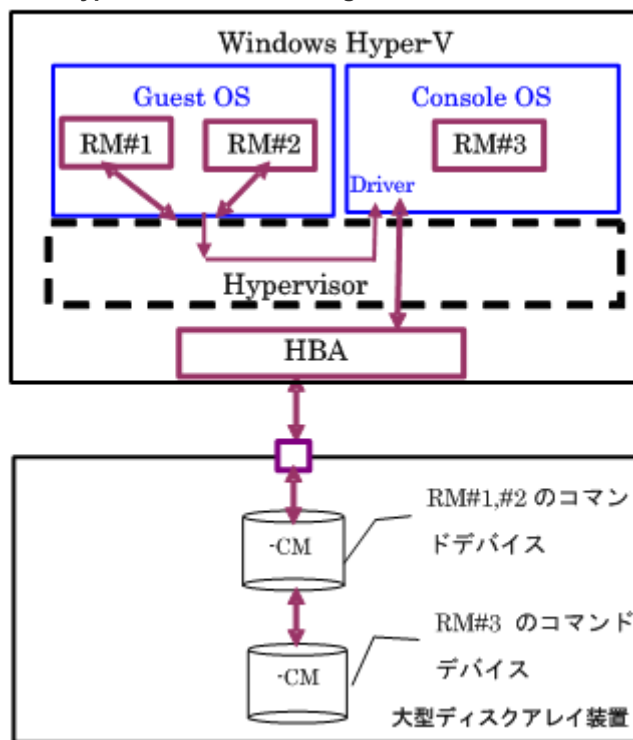 Windows Hyper-V
Guest OS
Console OS
RM#1
RM#2
RM#3
Driver
Hypervisor
HBA
-CM
RM#1,#2 のコマン
ドデバイス
-CM
RM#3 のコマンド
デバイス
大型ディスクアレイ装置